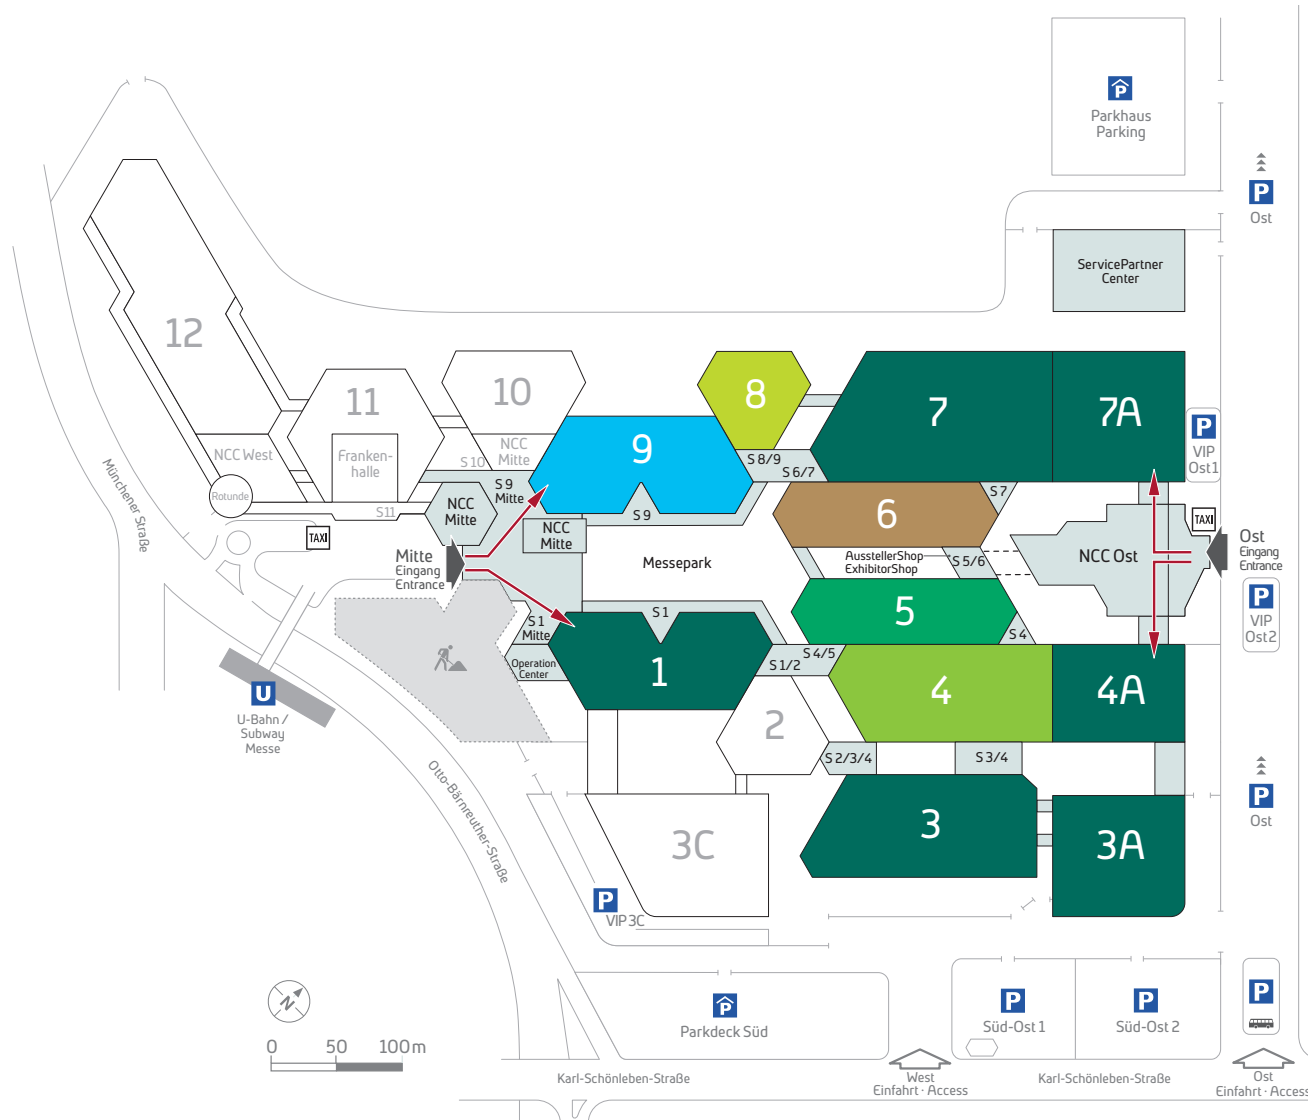 P
Parkhaus
Parking
P
Ost
ServicePartner
Center
12
11
10
9
8
7
7A
NCC West
Franken-
halle
NCC
Mitte
S 10
S 9
Mitte
S 8/9
S 6/7
P
VIP
Ost1
Rotunde
S11
NCC
Mitte
S 9
6
S7
TAXI
TAXI
NCC
Mitte
Mitte
Eingang
Entrance
Messepark
AusstellerShop
ExhibitorShop
S 5/6
NCC Ost
Ost
Eingang
Entrance
Münchener Straße
S 1
Mitte
S 1
5
S 4
P
VIP
Ost2
Operation
Center
1
S 4/5
S 1/2
4
4A
U
U-Bahn /
Subway
Messe
2
S 2/3/4
S 3/4
P
Ost
Otto-Bärnreuther-Straße
3C
3
3A
P
VIP3C
N
0 50 100m
P
Parkdeck Süd
P
Süd-Ost 1
P
Süd-Ost 2
P
Karl-Schönleben-Straße
West
Einfahrt · Access
Karl-Schönleben-Straße
Ost
Einfahrt · Access